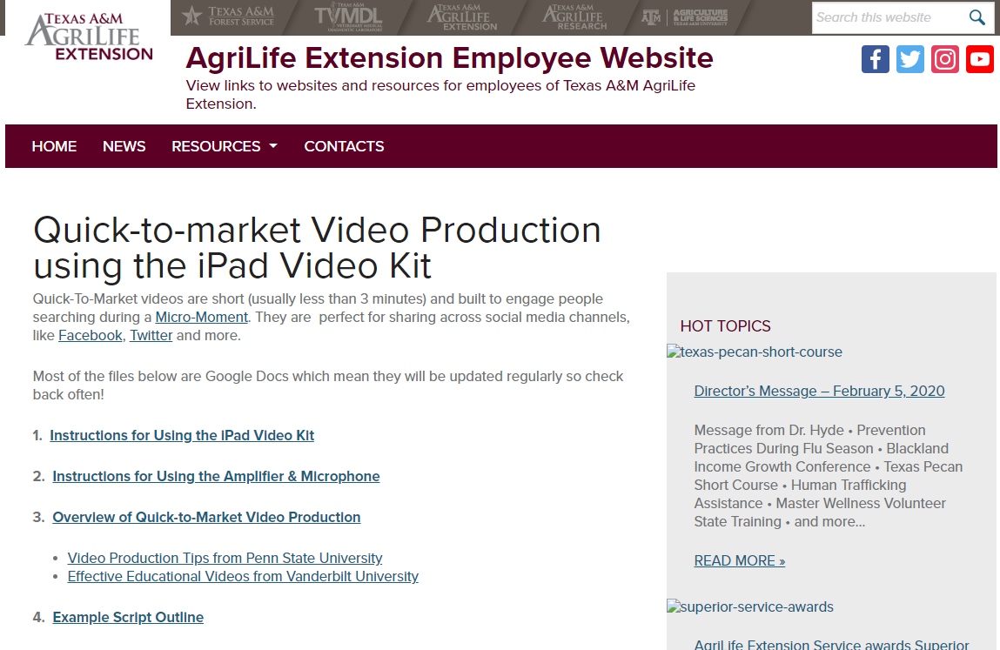 TEXAS A&M
AGRILIFE
EXTENSION
TEXAS A&M
FOREST SERVICE
TEXAS A&M
TVMDL
VETERINARY MEDICAL
DIAGNOSTIC LABORATORY
TEXAS A&M
AGRILIFE
EXTENSION
TEXAS A&M
AGRILIFE
RESEARCH
ATM
AGRICULTURE
& LIFE SCIENCES
TEXAS A&M UNIVERSITY
Search this website
AgriLife Extension Employee Website
View links to websites and resources for employees of Texas A&M AgriLife
Extension.
HOME NEWS RESOURCES CONTACTS
Quick-to-market Video Production
using the iPad Video Kit
Quick-To-Market videos are short (usually less than 3 minutes) and built to engage people
searching during a Micro-Moment. They are perfect for sharing across social media channels,
like Facebook, Twitter and more.
Most of the files below are Google Docs which mean they will be updated regularly so check
back often!
1. Instructions for Using the iPad Video Kit
2. Instructions for Using the Amplifier & Microphone
3. Overview of Quick-to-Market Video Production
• Video Production Tips from Penn State University
• Effective Educational Videos from Vanderbilt University
4. Example Script Outline
HOT TOPICS
texas-pecan-short-course
Director's Message – February 5, 2020
Message from Dr. Hyde • Prevention
Practices During Flu Season • Blackland
Income Growth Conference • Texas Pecan
Short Course • Human Trafficking
Assistance • Master Wellness Volunteer
State Training • and more...
READ MORE »
superior-service-awards
AgriLife Extension Service awards Superior